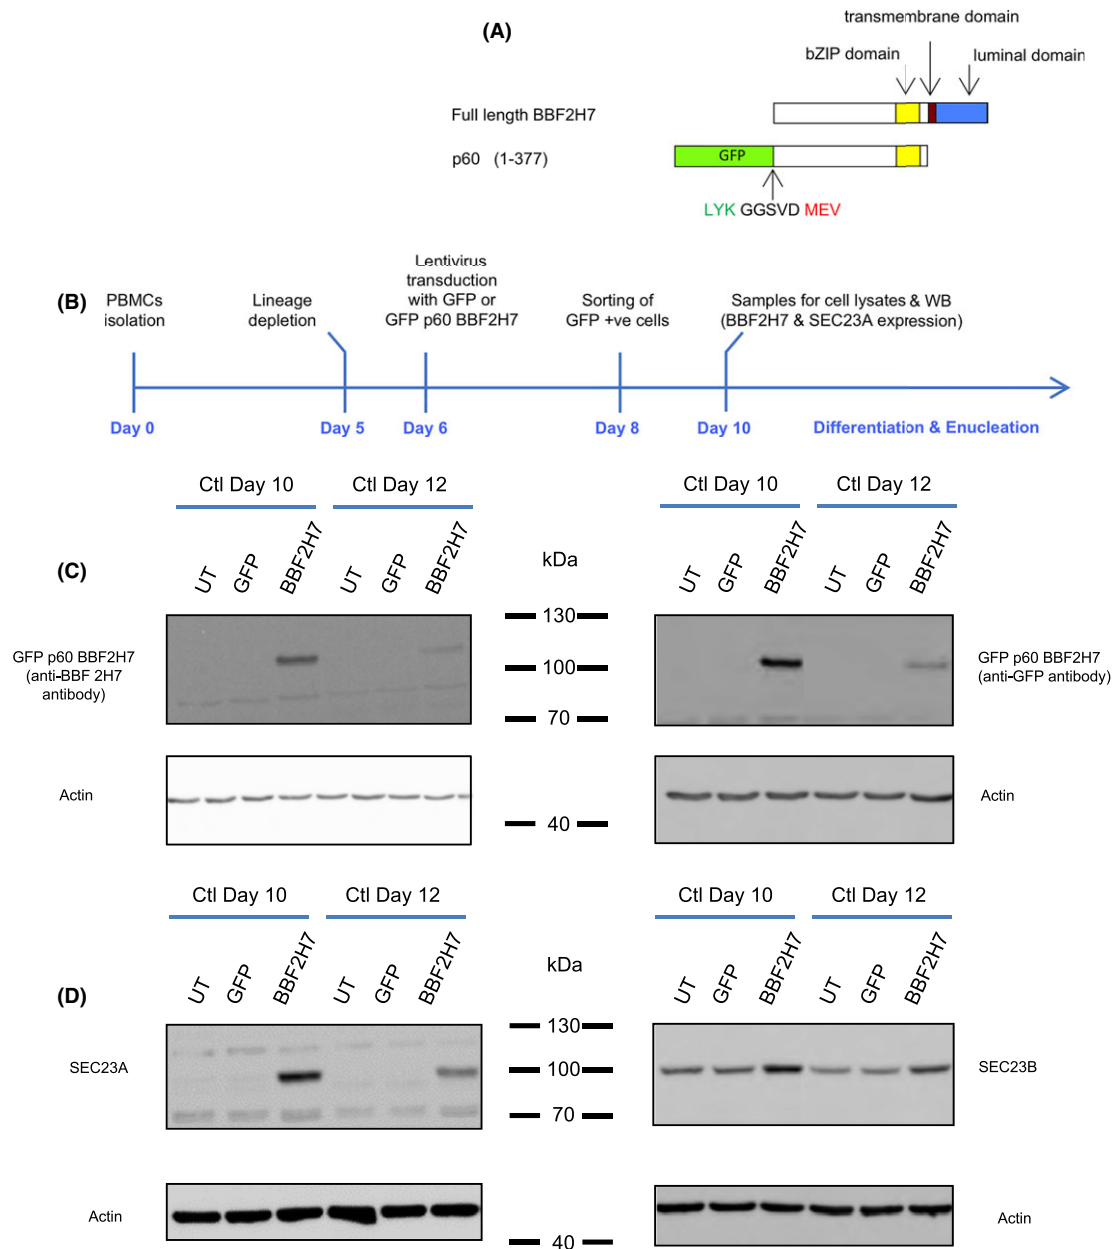 (A)
transmembrane domain
bZIP domain
luminal domain
Full length BBF2H7
p60 (1-377)
GFP
LYK GGSVD MEV
(B)
PBMCs
isolation
Lineage
depletion
Lentivirus
transduction
with GFP or
GFP p60 BBF2H7
Sorting of
GFP +ve cells
Samples for cell lysates & WB
(BBF2H7 & SEC23A expression)
Day 0
Day 5
Day 6
Day 8
Day 10
Differentiation & Enucleation
(C)
Ctl Day 10
Ctl Day 12
UT
GFP
BBF2H7
UT
GFP
BBF2H7
kDa
Ctl Day 10
Ctl Day 12
UT
GFP
BBF2H7
UT
GFP
BBF2H7
GFP p60 BBF2H7
(anti-BBF 2H7
antibody)
130
100
70
GFP p60 BBF2H7
(anti-GFP antibody)
Actin
40
Actin
(D)
Ctl Day 10
Ctl Day 12
UT
GFP
BBF2H7
UT
GFP
BBF2H7
kDa
Ctl Day 10
Ctl Day 12
UT
GFP
BBF2H7
UT
GFP
BBF2H7
SEC23A
130
100
70
SEC23B
Actin
40
Actin